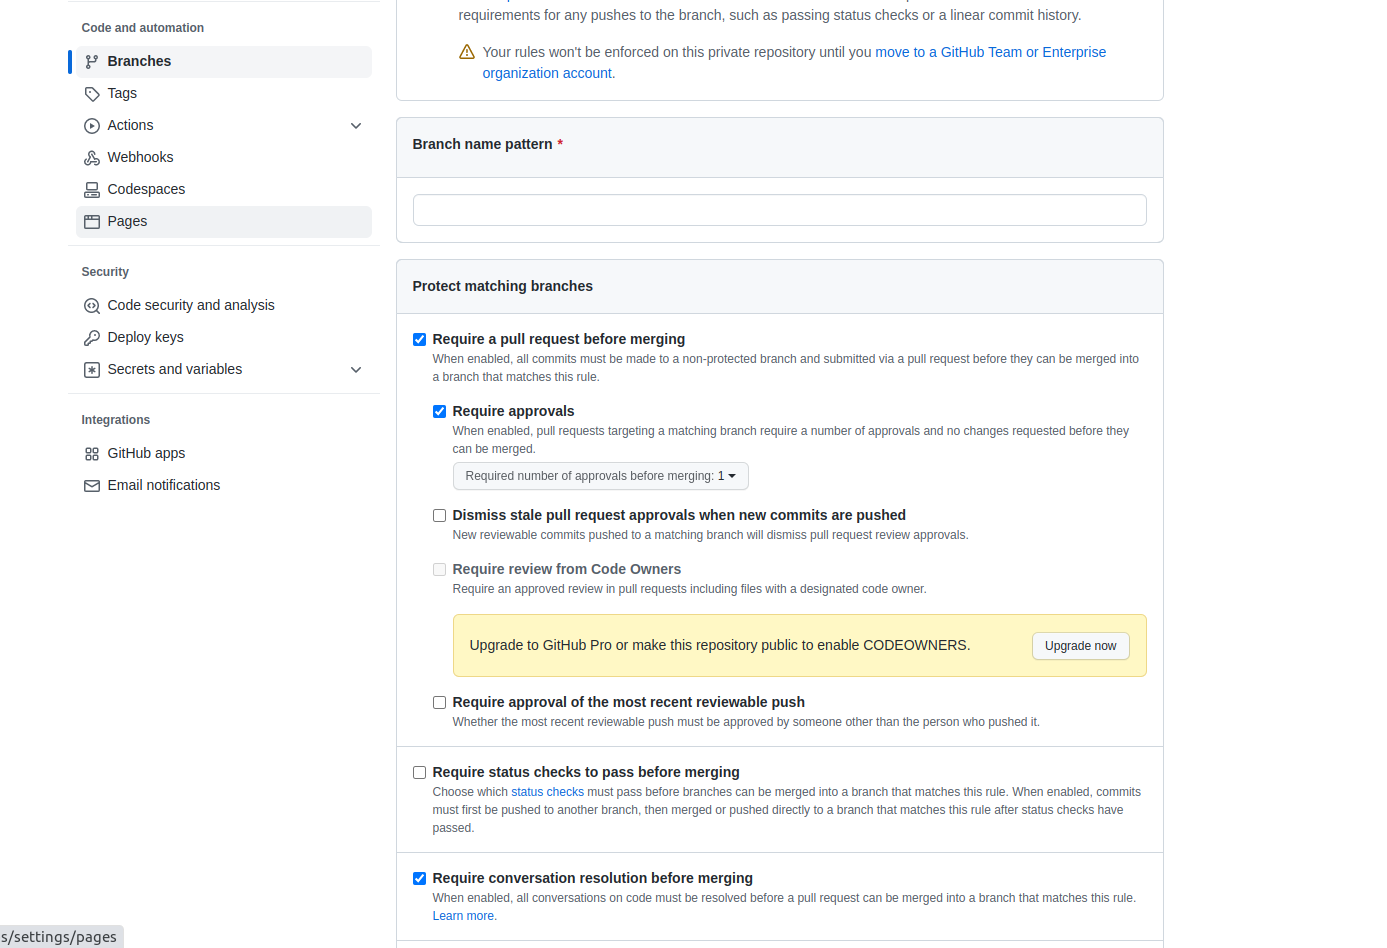 Code and automation
Branches
Tags
Actions
Webhooks
Codespaces
Pages
Security
Code security and analysis
Deploy keys
Secrets and variables
Integrations
GitHub apps
Email notifications
requirements for any pushes to the branch, such as passing status checks or a linear commit history.
Your rules won't be enforced on this private repository until you move to a GitHub Team or Enterprise
organization account.
Branch name pattern *
Protect matching branches
Require a pull request before merging
When enabled, all commits must be made to a non-protected branch and submitted via a pull request before they can be merged into
a branch that matches this rule.
Require approvals
When enabled, pull requests targeting a matching branch require a number of approvals and no changes requested before they
can be merged.
Required number of approvals before merging: 1
Dismiss stale pull request approvals when new commits are pushed
New reviewable commits pushed to a matching branch will dismiss pull request review approvals.
Require review from Code Owners
Require an approved review in pull requests including files with a designated code owner.
Upgrade to GitHub Pro or make this repository public to enable CODEOWNERS.
Upgrade now
Require approval of the most recent reviewable push
Whether the most recent reviewable push must be approved by someone other than the person who pushed it.
Require status checks to pass before merging
Choose which status checks must pass before branches can be merged into a branch that matches this rule. When enabled, commits
must first be pushed to another branch, then merged or pushed directly to a branch that matches this rule after status checks have
passed.
Require conversation resolution before merging
When enabled, all conversations on code must be resolved before a pull request can be merged into a branch that matches this rule.
Learn more.
s/settings/pages